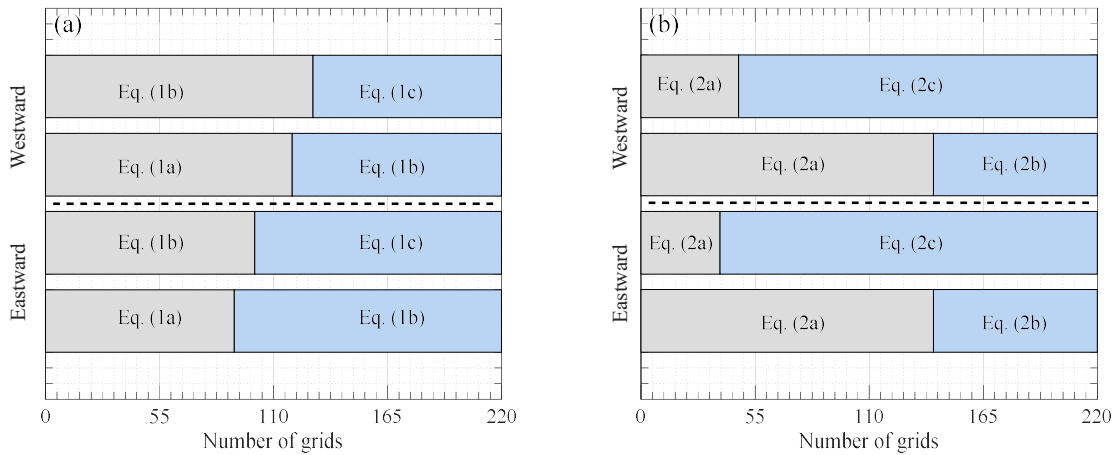 (a)
Westward
Eastward
Eq. (1b)
Eq. (1c)
Eq. (1a)
Eq. (1b)
Eq. (1b)
Eq. (1c)
Eq. (1a)
Eq. (1b)
0 55 110 165 220
Number of grids
(b)
Westward
Eastward
Eq. (2a)
Eq. (2c)
Eq. (2a)
Eq. (2b)
Eq. (2a)
Eq. (2c)
Eq. (2a)
Eq. (2b)
0 55 110 165 220
Number of grids